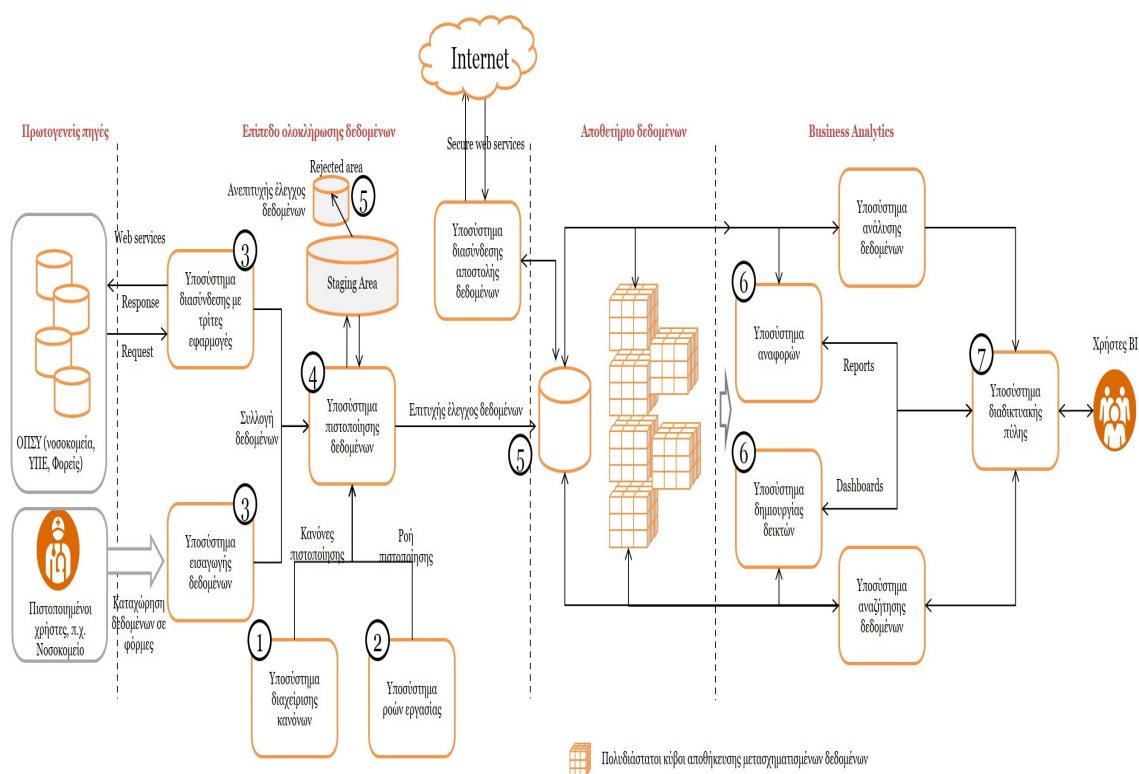 Internet
Πρωτογενείς πηγές
Επίπεδο ολοκλήρωσης δεδομένων
Αποθετήριο δεδομένων
Business Analytics
Secure web services
Rejected area
Ανεπιτυχής έλεγχος
δεδομένων
5
Web services
Response
Request
ΟΠΣΥ (νοσοκομεία,
ΥΠΕ, Φορείς)
3
Υποσύστημα
διασύνδεσης με
τρίτες
εφαρμογές
Staging Area
Υποσύστημα
διασύνδεσης
αποστολής
δεδομένων
Υποσύστημα
ανάλυσης
δεδομένων
6
Υποσύστημα
αναφορών
Reports
7
Υποσύστημα
διαδικτυακής
πύλης
Χρήστες BI
4
Υποσύστημα
πιστοποίησης
δεδομένων
Συλλογή
δεδομένων
Επιτυχής έλεγχος δεδομένων
5
6
Υποσύστημα
δημιουργίας
δεικτών
Dashboards
3
Υποσύστημα
εισαγωγής
δεδομένων
Πιστοποιημένοι
χρήστες, π.χ.
Νοσοκομείο
Καταχώρηση
δεδομένων σε
φόρμες
Κανόνες
πιστοποίησης
Ροή
πιστοποίησης
Υποσύστημα
αναζήτησης
δεδομένων
1
Υποσύστημα
διαχείρισης
κανόνων
2
Υποσύστημα
ροών εργασίας
Πολυδιάστατοι κύβοι αποθήκευσης μετασχηματισμένων δεδομένων